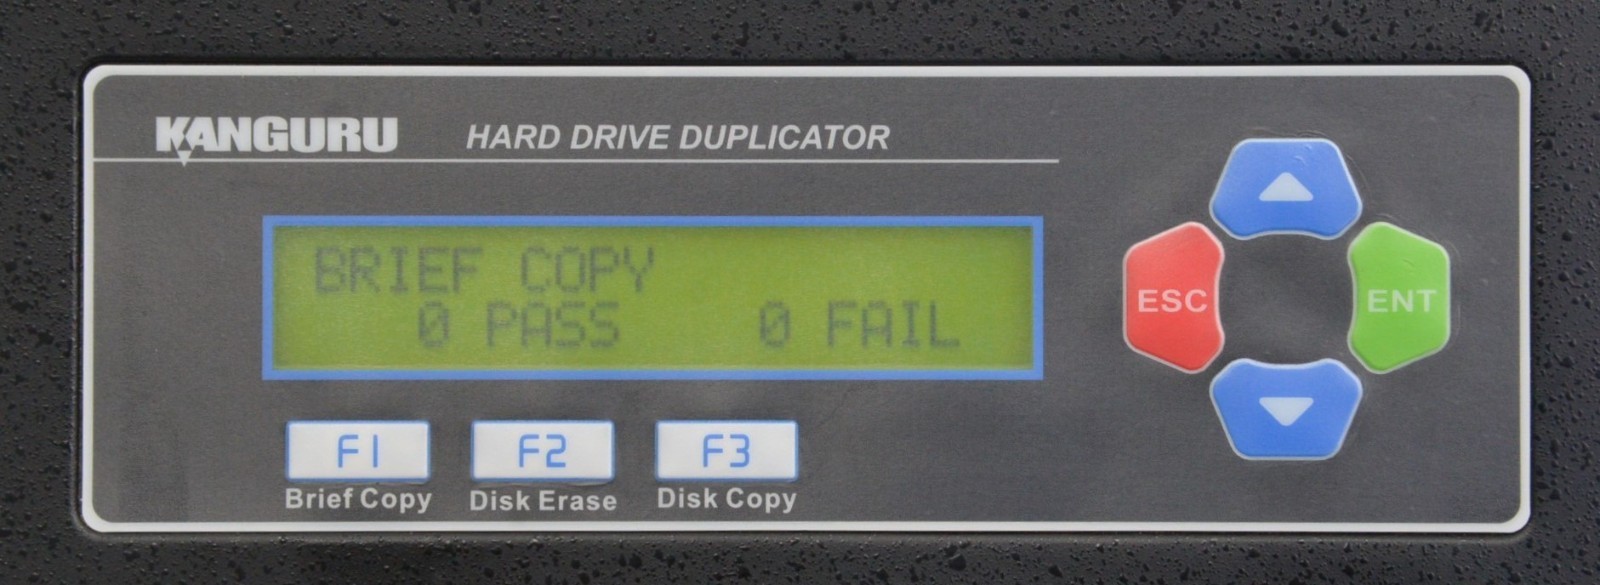 KANGURU HARD DRIVE DUPLICATOR
BRIEF COPY
0 PASS 0 FAIL
ESC ENT
F1 F2 F3
Brief Copy Disk Erase Disk Copy